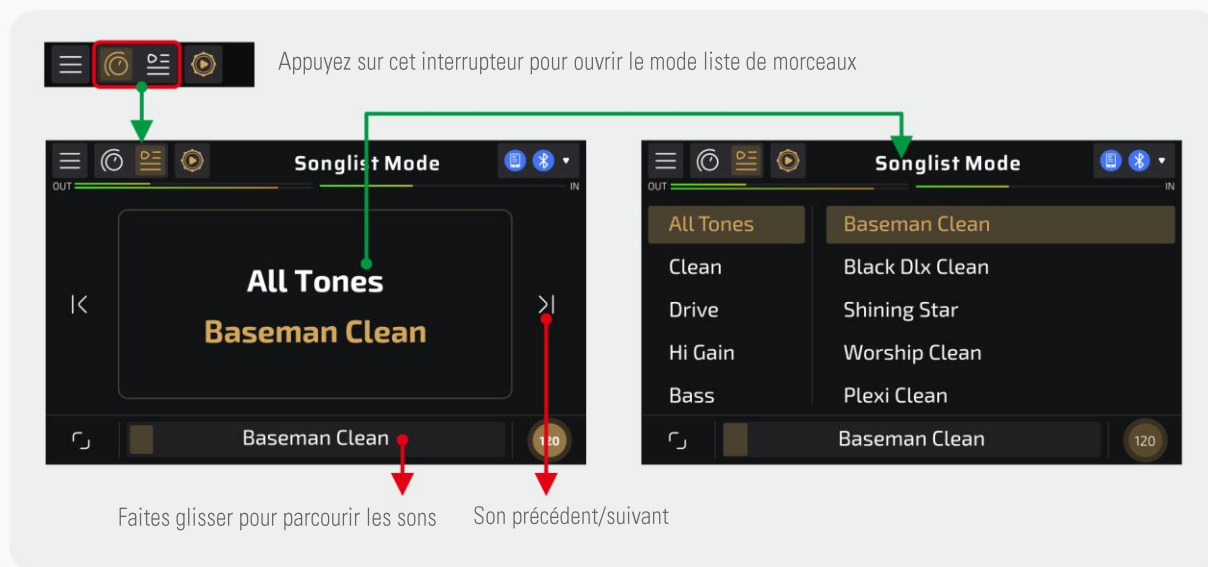 Appuyez sur cet interrupteur pour ouvrir le mode liste de morceaux
Songlist Mode
OUT
IN
All Tones
Baseman Clean
Baseman Clean
120
Faites glisser pour parcourir les sons
Son précédent/suivant
Songlist Mode
OUT
IN
All Tones
Baseman Clean
Clean
Black Dlx Clean
Drive
Shining Star
Hi Gain
Worship Clean
Bass
Plexi Clean
Baseman Clean
120